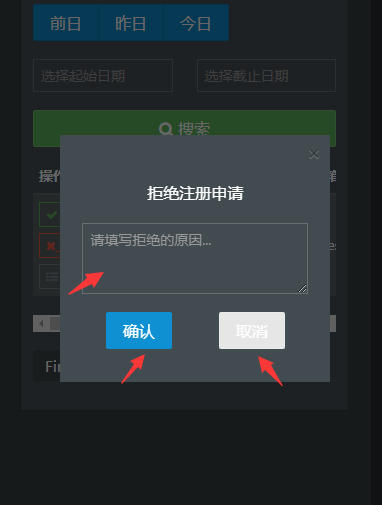 前日 昨日 今日
选择起始日期 选择截止日期
搜索
×
拒绝注册申请
请填写拒绝的原因...
确认 取消